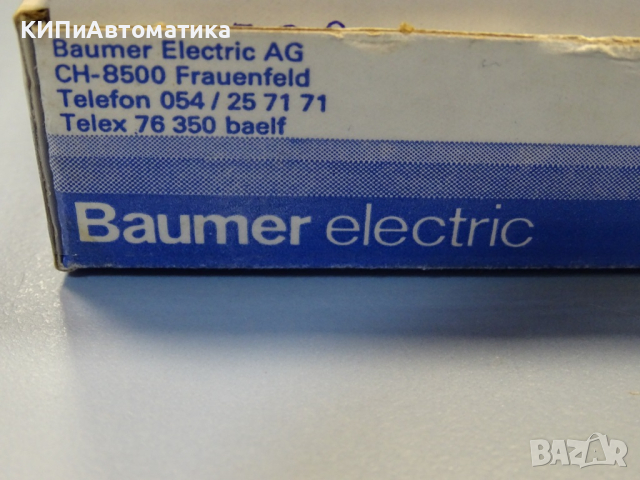 КИПиАвтоматика
Baumer Electric AG
CH-8500 Frauenfeld
Telefon 054 / 25 71 71
Telex 76 350 baelf
Baumer electric
BAZAR